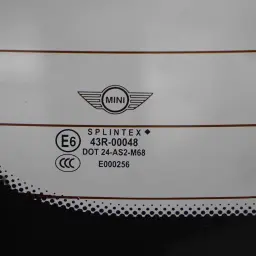 MINI
SPLINTEX
E6 43R-00048
DOT 24-AS2-M68
CCC E000256